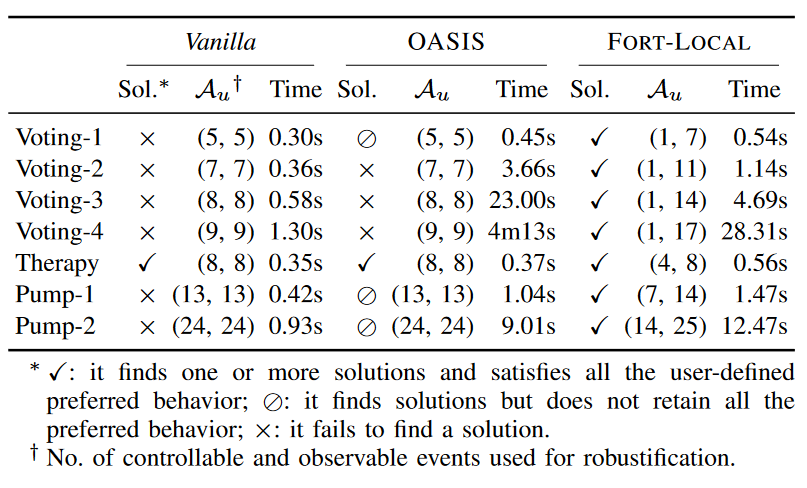 Vanilla OASIS FORT-LOCAL
Sol.* 𝒜u† Time Sol. 𝒜u Time Sol. 𝒜u Time
Voting-1 × (5, 5) 0.30s ⊘ (5, 5) 0.45s ✓ (1, 7) 0.54s
Voting-2 × (7, 7) 0.36s × (7, 7) 3.66s ✓ (1, 11) 1.14s
Voting-3 × (8, 8) 0.58s × (8, 8) 23.00s ✓ (1, 14) 4.69s
Voting-4 × (9, 9) 1.30s × (9, 9) 4m13s ✓ (1, 17) 28.31s
Therapy ✓ (8, 8) 0.35s ✓ (8, 8) 0.37s ✓ (4, 8) 0.56s
Pump-1 × (13, 13) 0.42s ⊘ (13, 13) 1.04s ✓ (7, 14) 1.47s
Pump-2 × (24, 24) 0.93s ⊘ (24, 24) 9.01s ✓ (14, 25) 12.47s
* ✓: it finds one or more solutions and satisfies all the user-defined
preferred behavior; ⊘: it finds solutions but does not retain all the
preferred behavior; ×: it fails to find a solution.
† No. of controllable and observable events used for robustification.